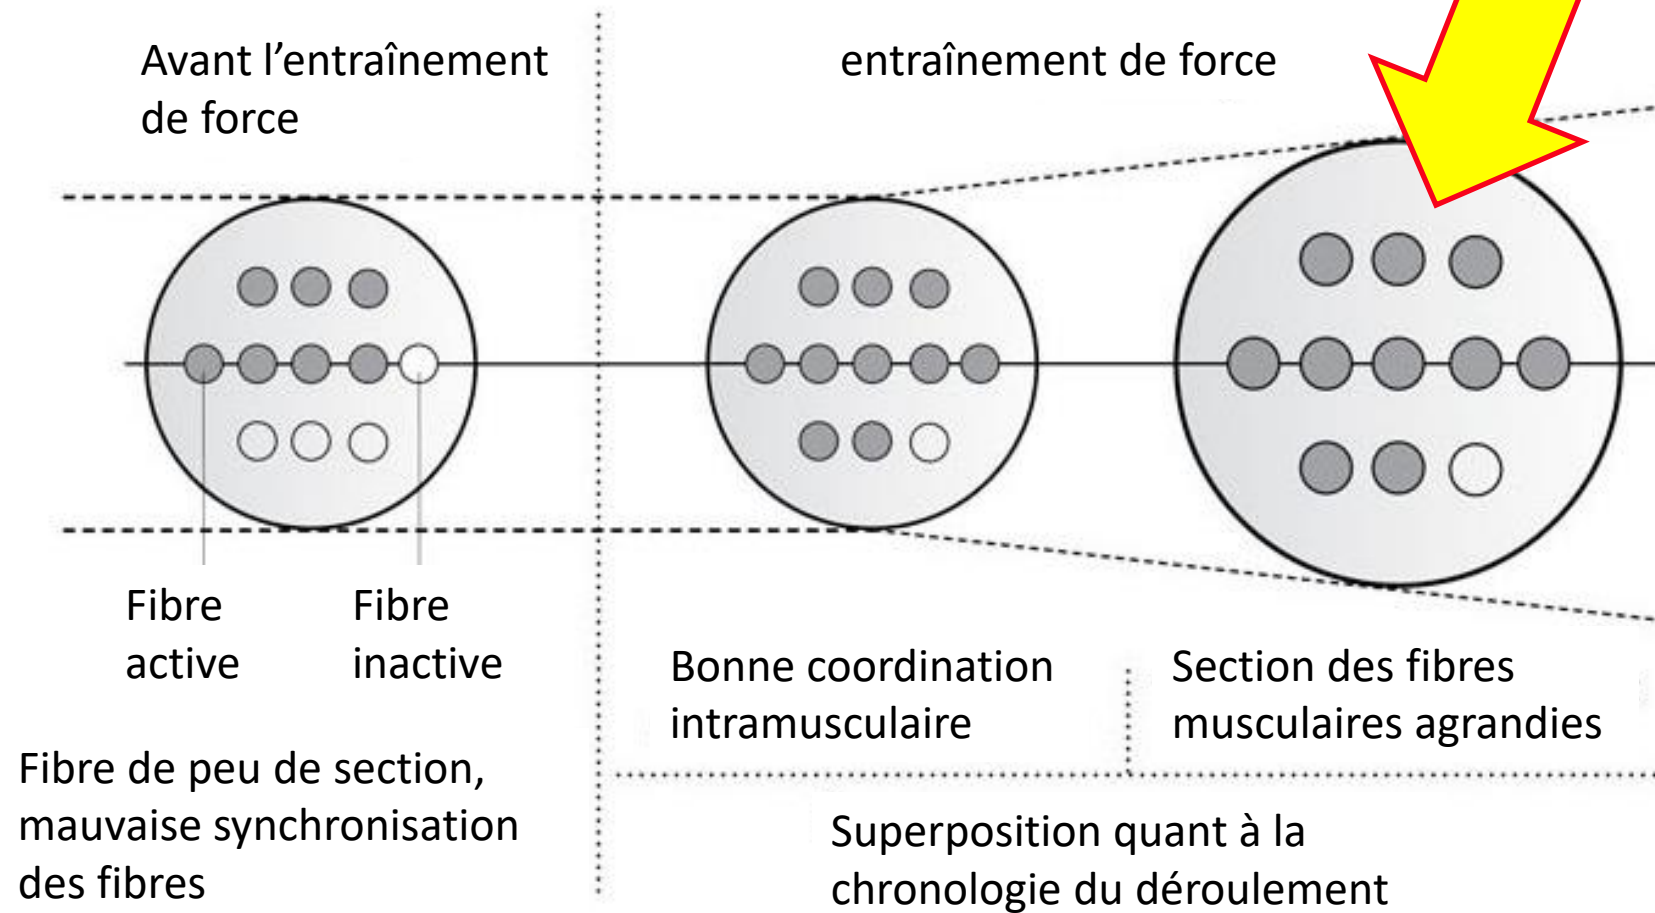 Avant l’entraînement
de force
entraînement de force
Fibre
active
Fibre
inactive
Fibre de peu de section,
mauvaise synchronisation
des fibres
Bonne coordination
intramusculaire
Section des fibres
musculaires agrandies
Superposition quant à la
chronologie du déroulement